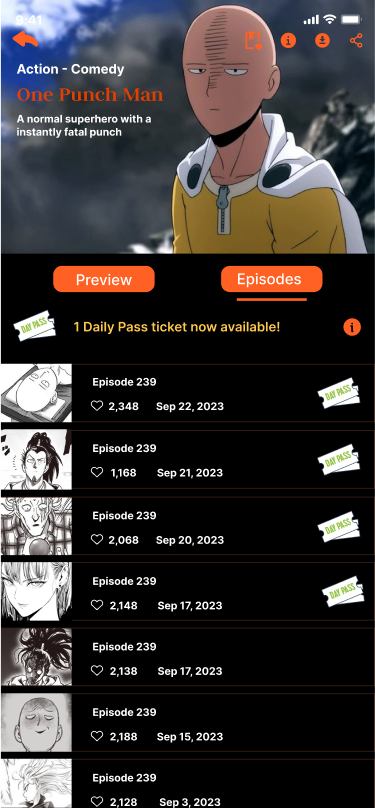 9:41
Action - Comedy
One Punch Man
A normal superhero with a
instantly fatal punch
Preview
Episodes
DAY PASS
1 Daily Pass ticket now available!
Episode 239
2,348 Sep 22, 2023
DAY PASS
Episode 239
1,168 Sep 21, 2023
DAY PASS
Episode 239
2,068 Sep 20, 2023
DAY PASS
Episode 239
2,148 Sep 17, 2023
DAY PASS
Episode 239
2,138 Sep 17, 2023
Episode 239
2,188 Sep 15, 2023
Episode 239
2,128 Sep 3, 2023